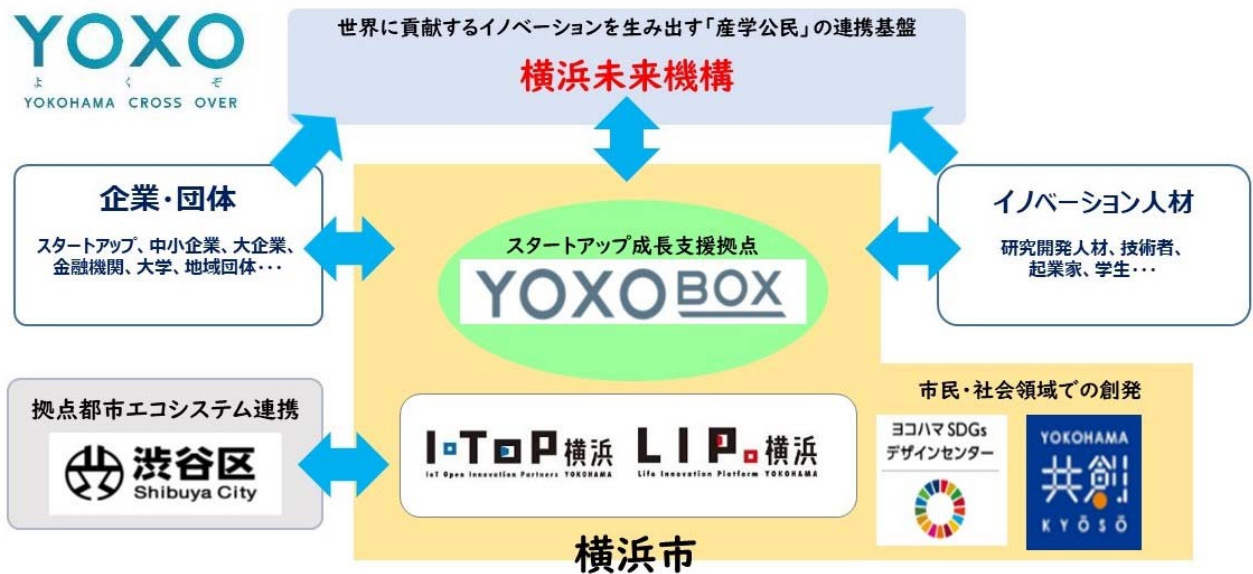 YOXO
よくぞ
YOKOHAMA CROSS OVER
世界に貢献するイノベーションを生み出す「産学公民」の連携基盤
横浜未来機構
企業・団体
スタートアップ、中小企業、大企業、
金融機関、大学、地域団体・・・
イノベーション人材
研究開発人材、技術者、
起業家、学生・・・
スタートアップ成長支援拠点
YOXO BOX
拠点都市エコシステム連携
渋谷区
Shibuya City
I・TOP横浜
IoT Open Innovation Partners YOKOHAMA
LIP.横浜
Life Innovation Platform YOKOHAMA
市民・社会領域での創発
ヨコハマSDGs
デザインセンター
YOKOHAMA
共創
KYŌSŌ
横浜市